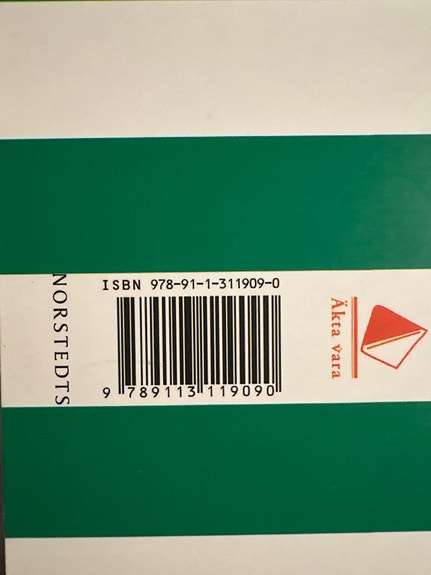 ISBN 978-91-1-311909-0
9 789113 119090
NORSTEDTS
Äkta vara